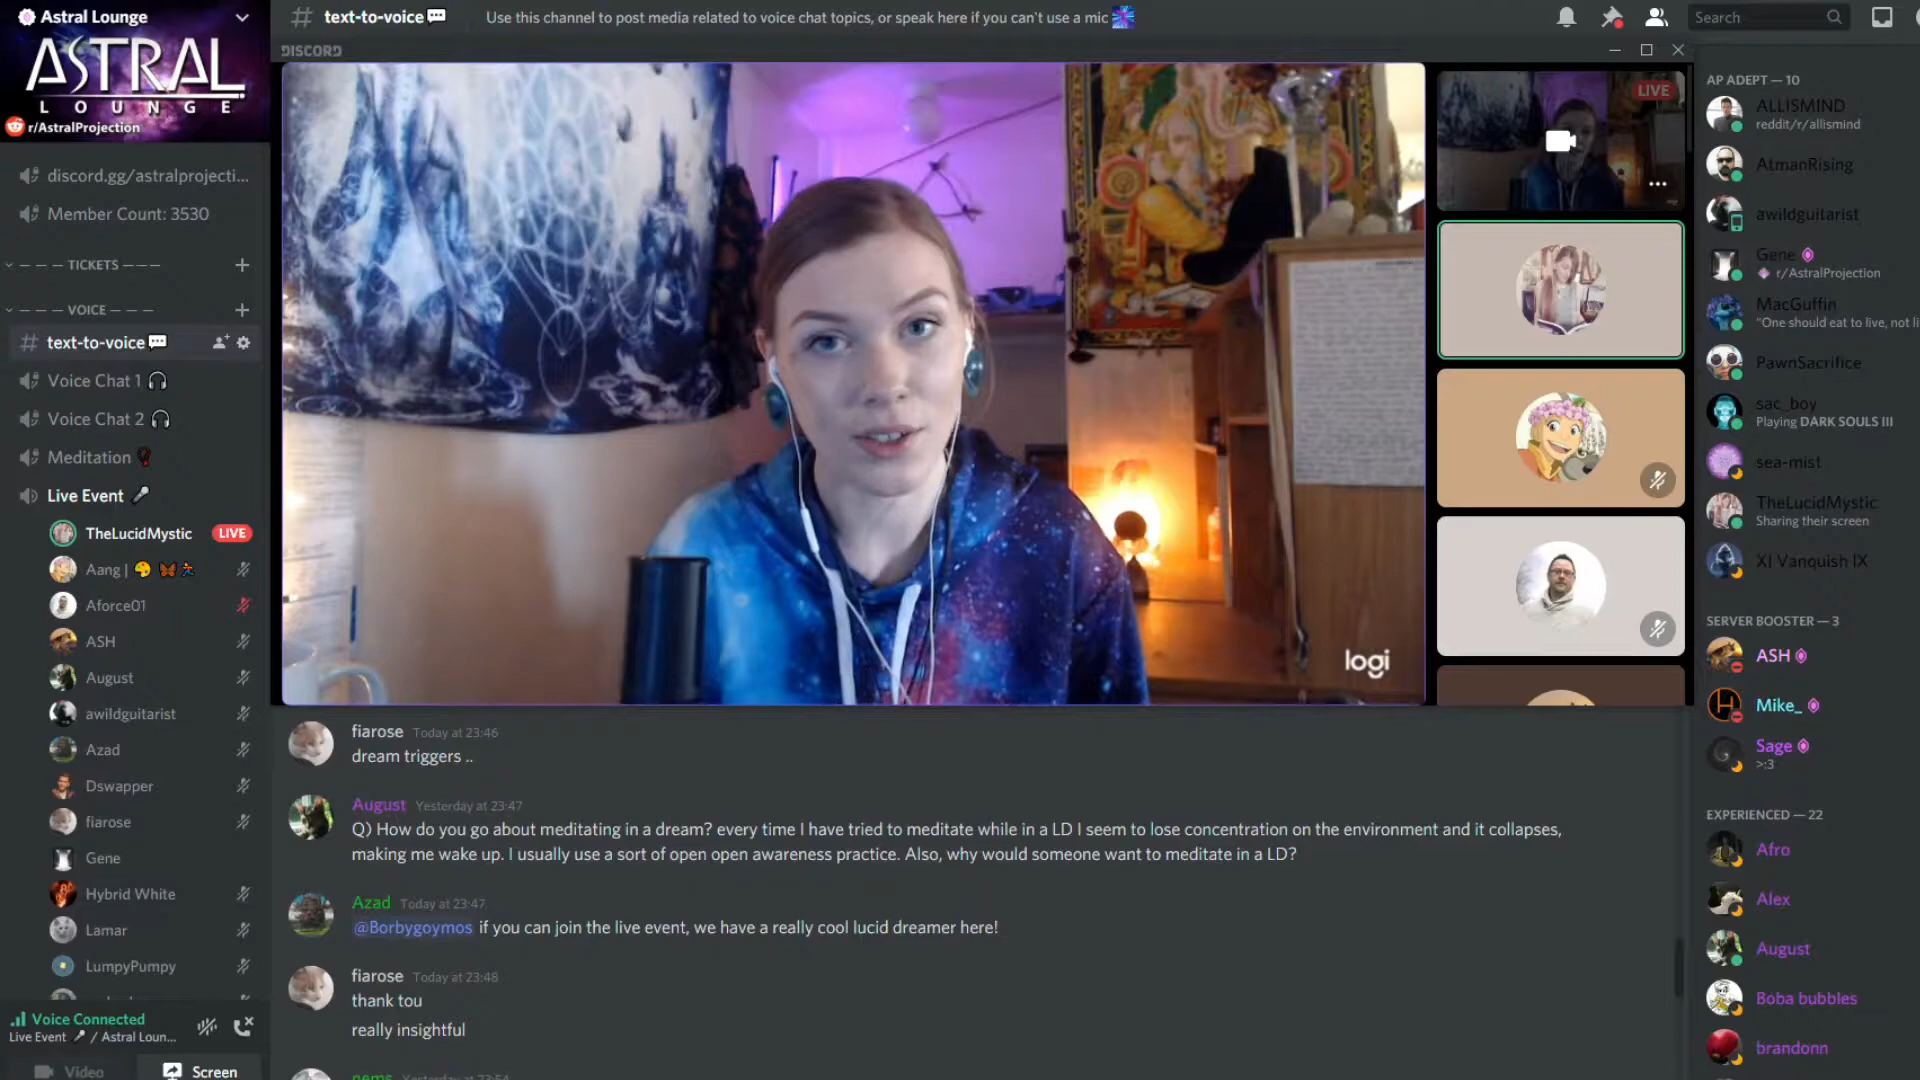 Astral Lounge
ASTRAL
LOUNGE
r/AstralProjection
discord.gg/astralprojecti...
Member Count: 3530
TICKETS
VOICE
text-to-voice
Voice Chat 1
Voice Chat 2
Meditation
Live Event
TheLucidMystic LIVE
Aang |
Aforce01
ASH
August
awildguitarist
Azad
Dswapper
fiarose
Gene
Hybrid White
Lamar
LumpyPumpy
Voice Connected
Live Event / Astral Loun...
Video
Screen
text-to-voice Use this channel to post media related to voice chat topics, or speak here if you can't use a mic
Search
DISCORD
LIVE
logi
fiarose Today at 23:46
dream triggers ..
August Yesterday at 23:47
Q) How do you go about meditating in a dream? every time I have tried to meditate while in a LD I seem to lose concentration on the environment and it collapses,
making me wake up. I usually use a sort of open open awareness practice. Also, why would someone want to meditate in a LD?
Azad Today at 23:47
@Borbygoymos if you can join the live event, we have a really cool lucid dreamer here!
fiarose Today at 23:48
thank tou
really insightful
nems Yesterday at 23:54
AP ADEPT — 10
ALLISMIND
reddit/r/allismind
AtmanRising
awildguitarist
Gene
r/AstralProjection
MacGuffin
"One should eat to live, not li
PawnSacrifice
sac_boy
Playing DARK SOULS III
sea-mist
TheLucidMystic
Sharing their screen
XI Vanquish IX
SERVER BOOSTER — 3
ASH
Mike_
Sage
>:3
EXPERIENCED — 22
Afro
Alex
August
Boba bubbles
brandonn